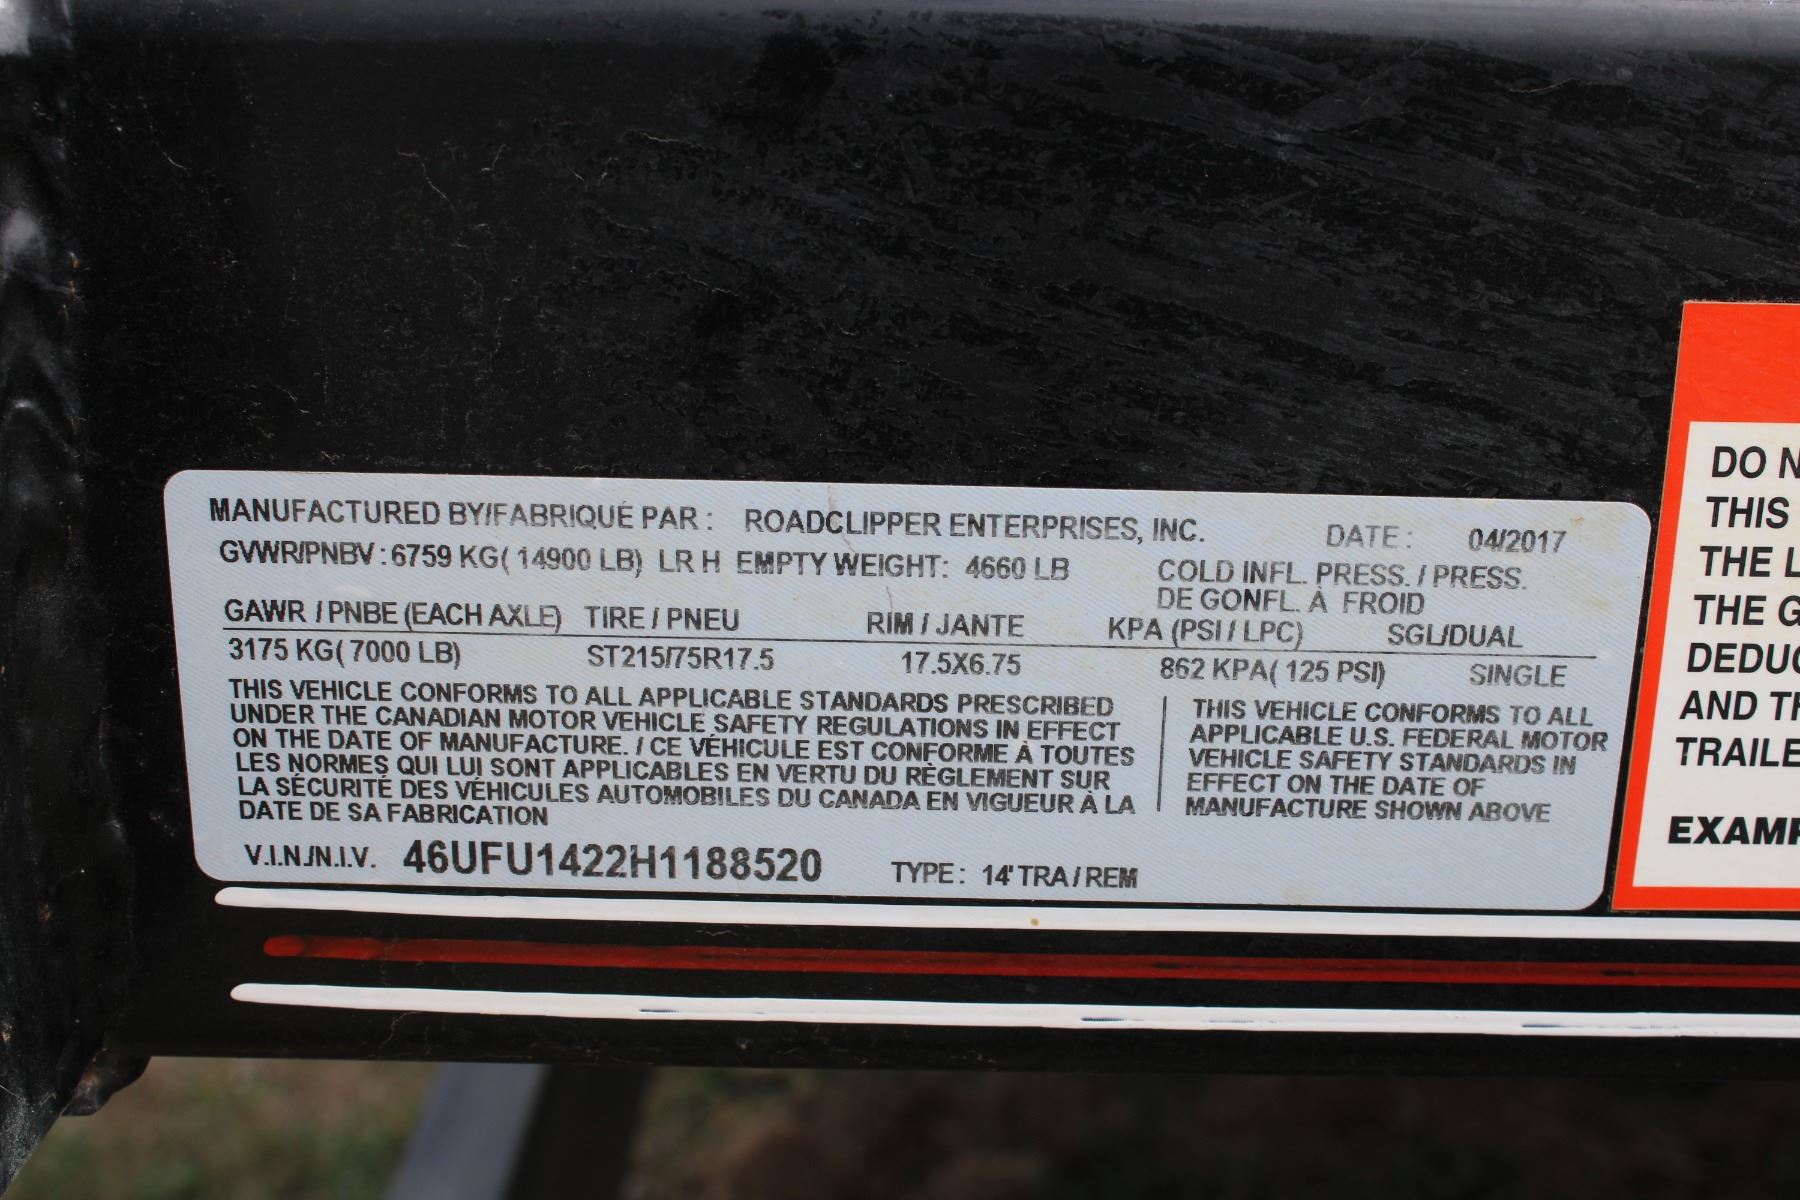 MANUFACTURED BY/FABRIQUÉ PAR : ROADCLIPPER ENTERPRISES, INC. DATE : 04/2017
GVWR/PNBV : 6759 KG( 14900 LB) LR H EMPTY WEIGHT: 4660 LB
COLD INFL. PRESS. / PRESS.
DE GONFL. À FROID
GAWR / PNBE (EACH AXLE) TIRE / PNEU RIM / JANTE KPA (PSI / LPC) SGL/DUAL
3175 KG( 7000 LB) ST215/75R17.5 17.5X6.75 862 KPA( 125 PSI) SINGLE
THIS VEHICLE CONFORMS TO ALL APPLICABLE STANDARDS PRESCRIBED
UNDER THE CANADIAN MOTOR VEHICLE SAFETY REGULATIONS IN EFFECT
ON THE DATE OF MANUFACTURE. / CE VÉHICULE EST CONFORME À TOUTES
LES NORMES QUI LUI SONT APPLICABLES EN VERTU DU RÈGLEMENT SUR
LA SÉCURITÉ DES VÉHICULES AUTOMOBILES DU CANADA EN VIGUEUR À LA
DATE DE SA FABRICATION
THIS VEHICLE CONFORMS TO ALL
APPLICABLE U.S. FEDERAL MOTOR
VEHICLE SAFETY STANDARDS IN
EFFECT ON THE DATE OF
MANUFACTURE SHOWN ABOVE
V.I.N./N.I.V. 46UFU1422H1188520 TYPE : 14' TRA / REM
DO N
THIS
THE L
THE G
DEDUC
AND TH
TRAILE
EXAMP